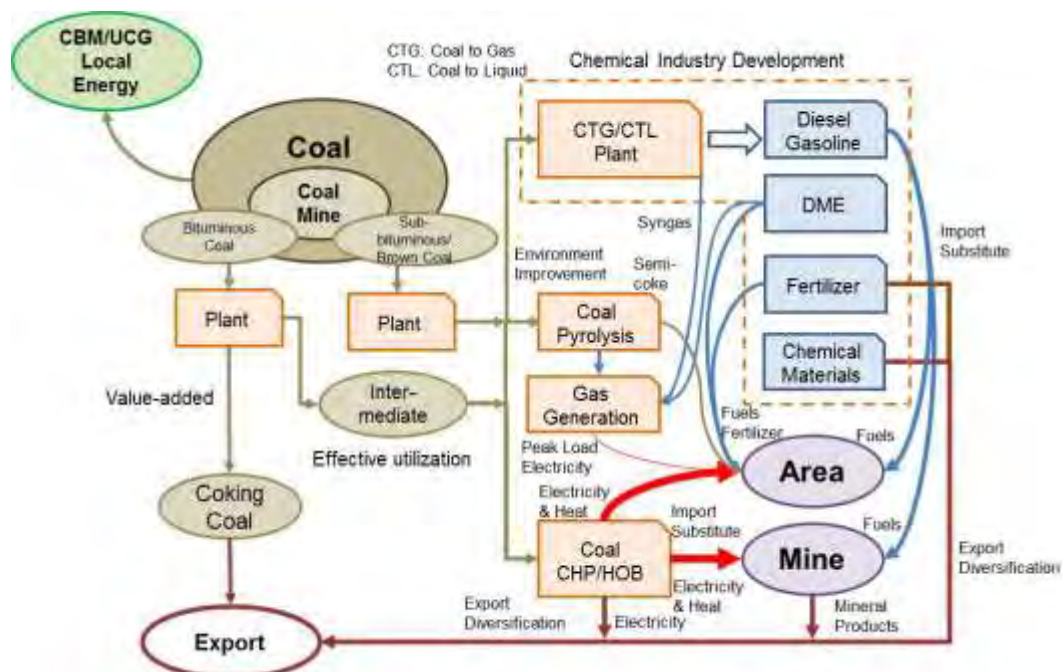 CBM/UCG
Local
Energy
CTG: Coal to Gas
CTL: Coal to Liquid
Chemical Industry Development
Coal
Coal
Mine
Bituminous
Coal
Sub-
bituminous/
Brown Coal
CTG/CTL
Plant
Diesel
Gasoline
DME
Syngas
Import
Substitute
Environment
Improvement
Semi-
coke
Plant
Plant
Coal
Pyrolysis
Fertilizer
Chemical
Materials
Value-added
Inter-
mediate
Gas
Generation
Effective utilization
Peak Load
Electricity
Fuels
Fertilizer
Fuels
Area
Coking
Coal
Electricity
& Heat
Import
Substitute
Fuels
Coal
CHP/HOB
Mine
Electricity
& Heat
Export
Diversification
Export
Diversification
Electricity
Mineral
Products
Export